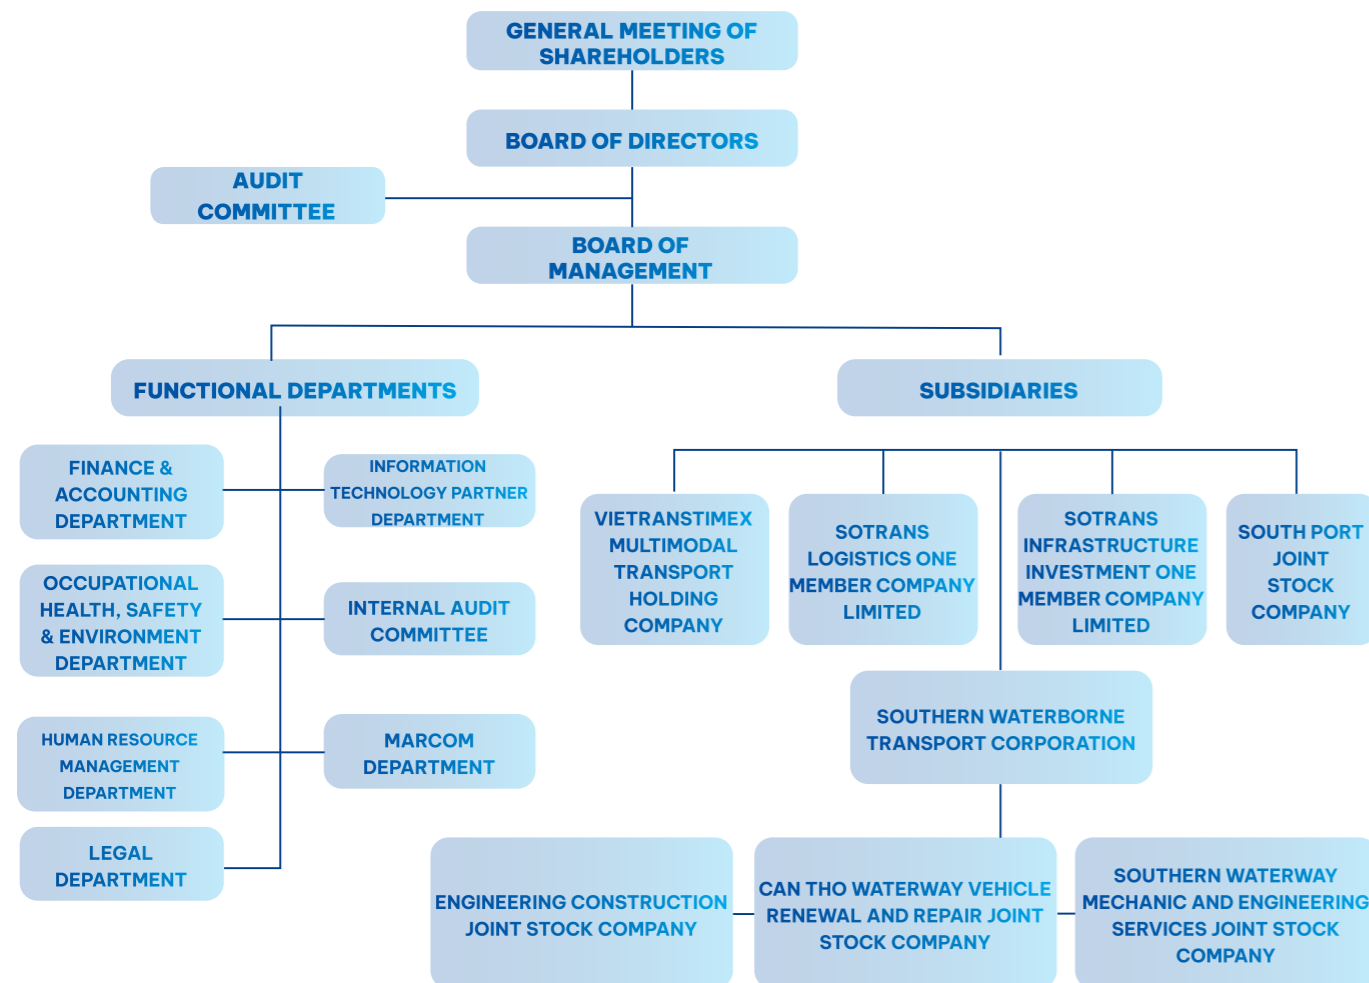 GENERAL MEETING OF
SHAREHOLDERS
BOARD OF DIRECTORS
AUDIT
COMMITTEE
BOARD OF
MANAGEMENT
FUNCTIONAL DEPARTMENTS
SUBSIDIARIES
FINANCE &
ACCOUNTING
DEPARTMENT
INFORMATION
TECHNOLOGY PARTNER
DEPARTMENT
OCCUPATIONAL
HEALTH, SAFETY
& ENVIRONMENT
DEPARTMENT
INTERNAL AUDIT
COMMITTEE
HUMAN RESOURCE
MANAGEMENT
DEPARTMENT
MARCOM
DEPARTMENT
LEGAL
DEPARTMENT
VIETRANSTIMEX
MULTIMODAL
TRANSPORT
HOLDING
COMPANY
SOTRANS
LOGISTICS ONE
MEMBER COMPANY
LIMITED
SOTRANS
INFRASTRUCTURE
INVESTMENT ONE
MEMBER COMPANY
LIMITED
SOUTH PORT
JOINT
STOCK
COMPANY
SOUTHERN WATERBORNE
TRANSPORT CORPORATION
ENGINEERING CONSTRUCTION
JOINT STOCK COMPANY
CAN THO WATERWAY VEHICLE
RENEWAL AND REPAIR JOINT
STOCK COMPANY
SOUTHERN WATERWAY
MECHANIC AND ENGINEERING
SERVICES JOINT STOCK
COMPANY